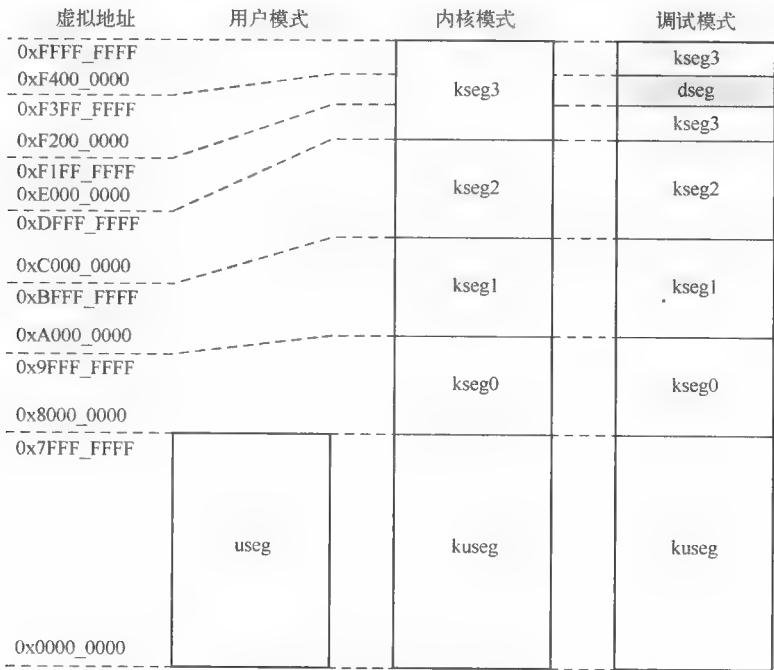 虚拟地址 用户模式 内核模式 调试模式
0xFFFF_FFFF
kseg3
0xF400_0000
kseg3
dseg
0xF3FF_FFFF
kseg3
0xF200_0000
0xF1FF_FFFF
0xE000_0000
kseg2
kseg2
0xDFFF_FFFF
0xC000_0000
0xBFFF_FFFF
kseg1
kseg1
0xA000_0000
0x9FFF_FFFF
kseg0
kseg0
0x8000_0000
0x7FFF_FFFF
useg
kuseg
kuseg
0x0000_0000